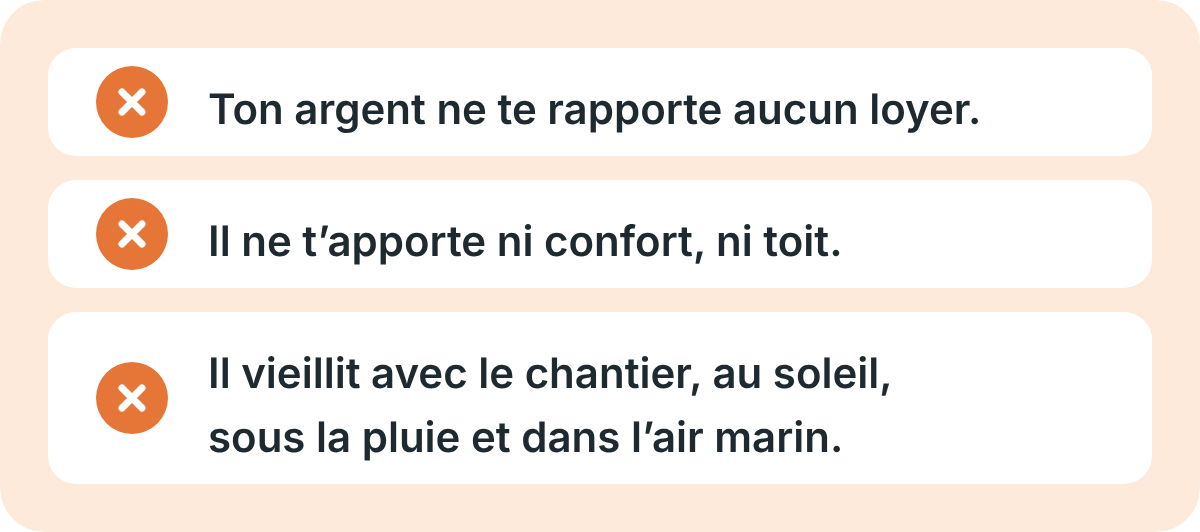 Ton argent ne te rapporte aucun loyer.
Il ne t’apporte ni confort, ni toit.
Il vieillit avec le chantier, au soleil,
sous la pluie et dans l’air marin.